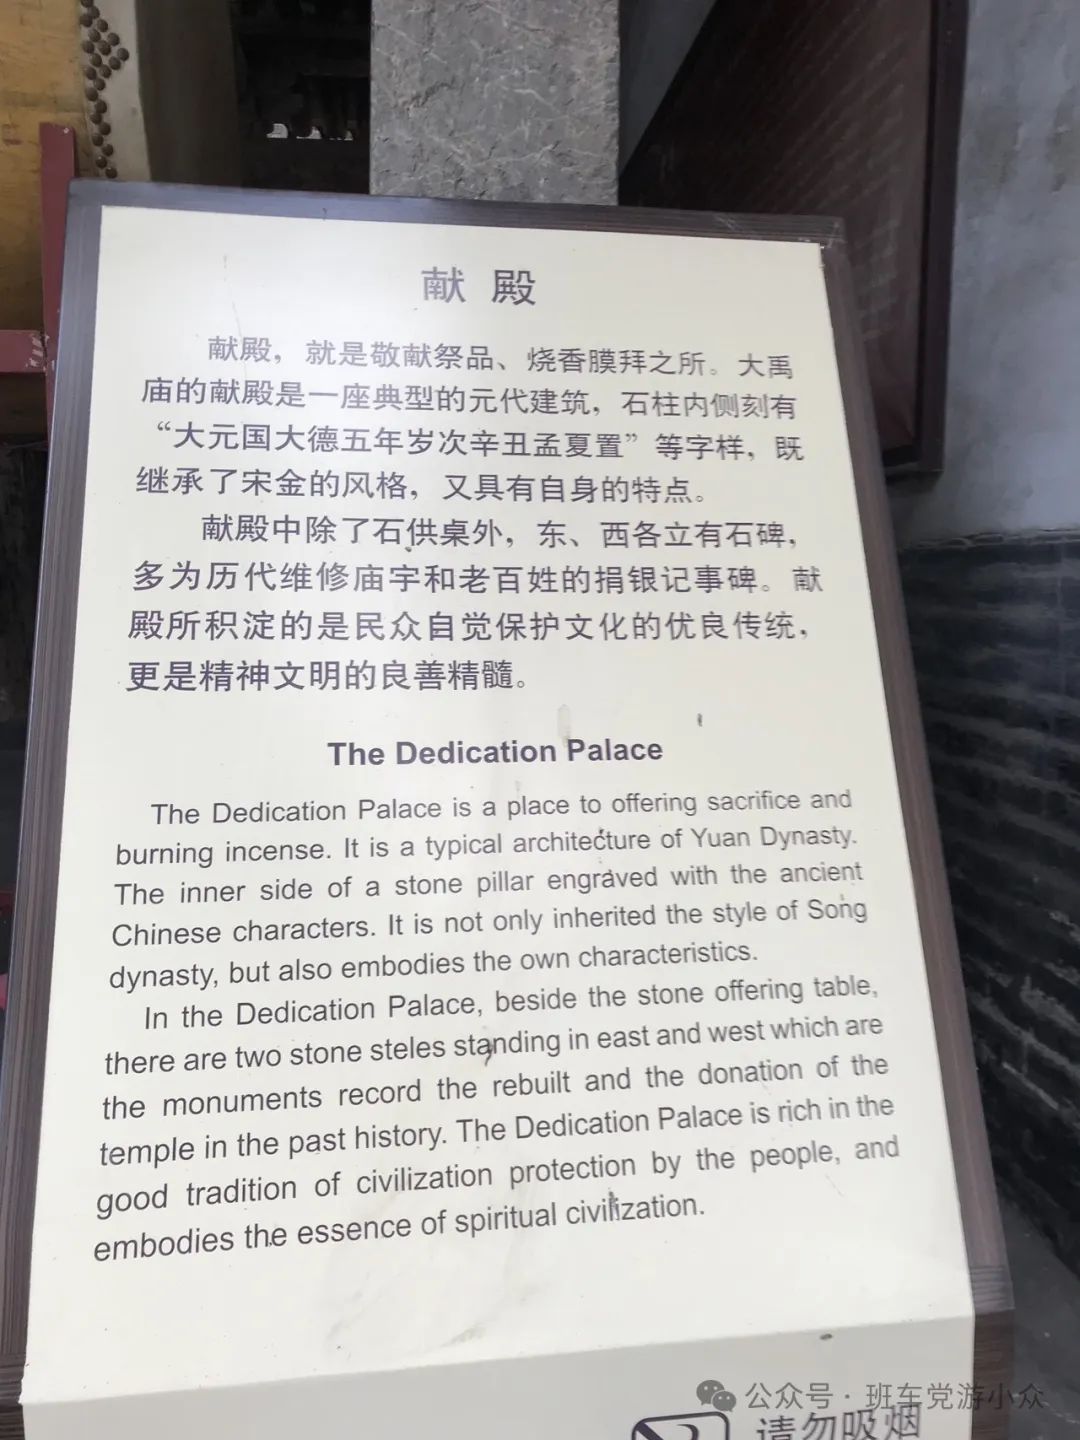 献 殿
献殿，就是敬献祭品、烧香膜拜之所。大禹
庙的献殿是一座典型的元代建筑，石柱内侧刻有
“大元国大德五年岁次辛丑孟夏置”等字样，既
继承了宋金的风格，又具有自身的特点。
献殿中除了石供桌外，东、西各立有石碑，
多为历代维修庙宇和老百姓的捐银记事碑。献
殿所积淀的是民众自觉保护文化的优良传统，
更是精神文明的良善精髓。
The Dedication Palace
The Dedication Palace is a place to offering sacrifice and
burning incense. It is a typical architecture of Yuan Dynasty.
The inner side of a stone pillar engraved with the ancient
Chinese characters. It is not only inherited the style of Song
dynasty, but also embodies the own characteristics.
In the Dedication Palace, beside the stone offering table,
there are two stone steles standing in east and west which are
the monuments record the rebuilt and the donation of the
temple in the past history. The Dedication Palace is rich in the
good tradition of civilization protection by the people, and
embodies the essence of spiritual civilization.
公众号·班车党游小众
请勿吸烟